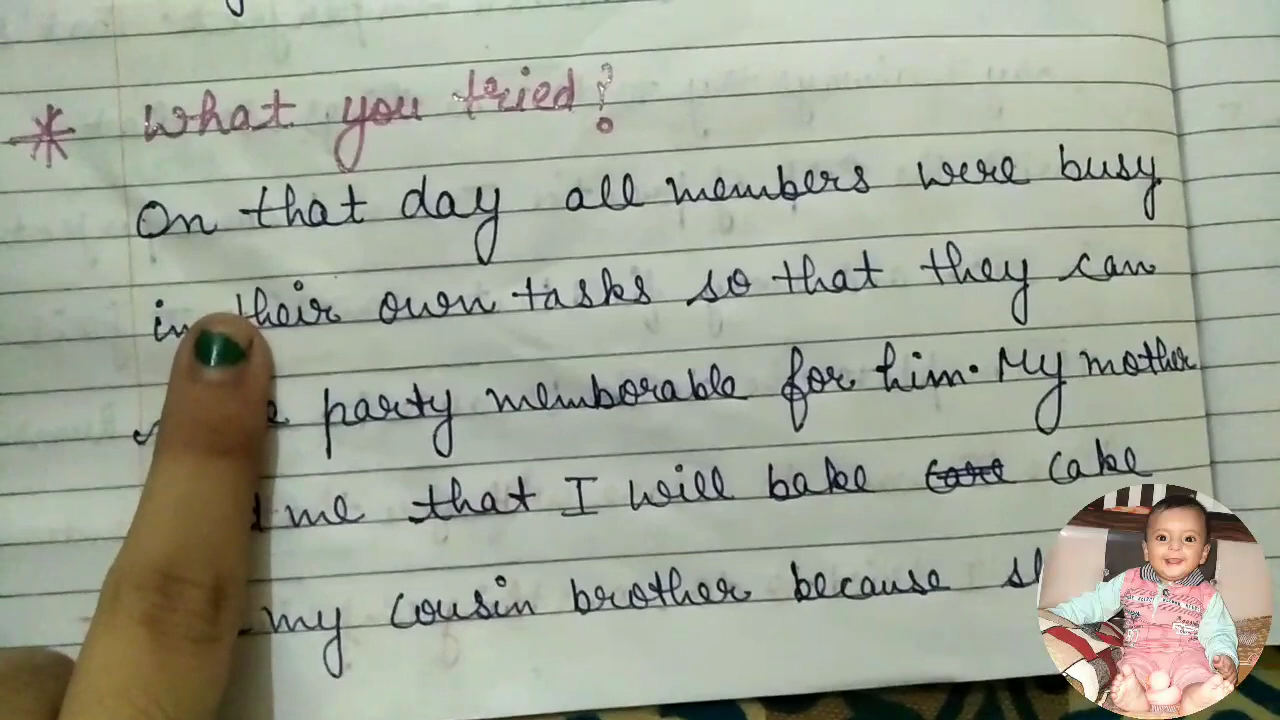 * What you tried?
On that day all members were busy
in their own tasks so that they can
party memborable for him. My mother
me that I will bake cake
my cousin brother because